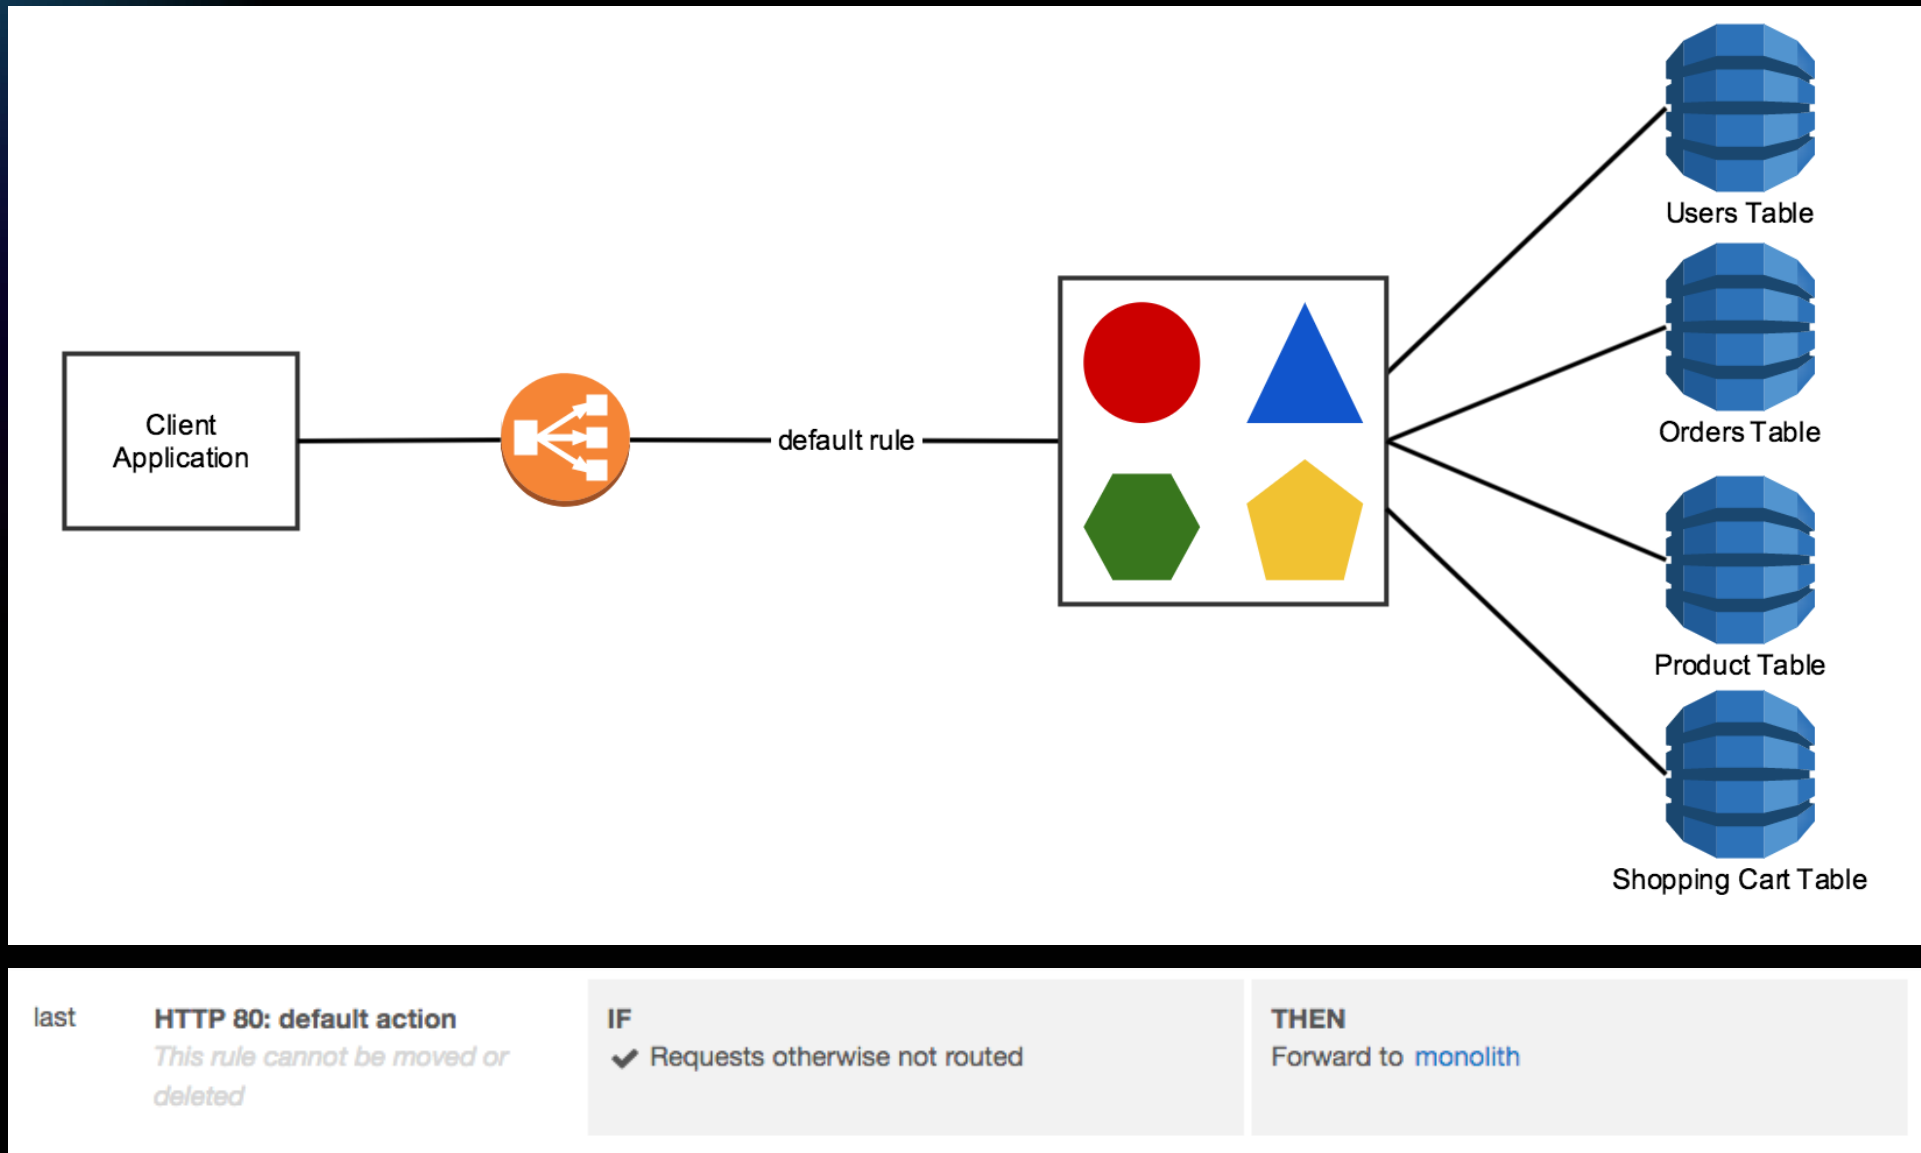 Users Table
Orders Table
Client
Application
default rule
Product Table
Shopping Cart Table
last
HTTP 80: default action
This rule cannot be moved or
deleted
IF
Requests otherwise not routed
THEN
Forward to monolith